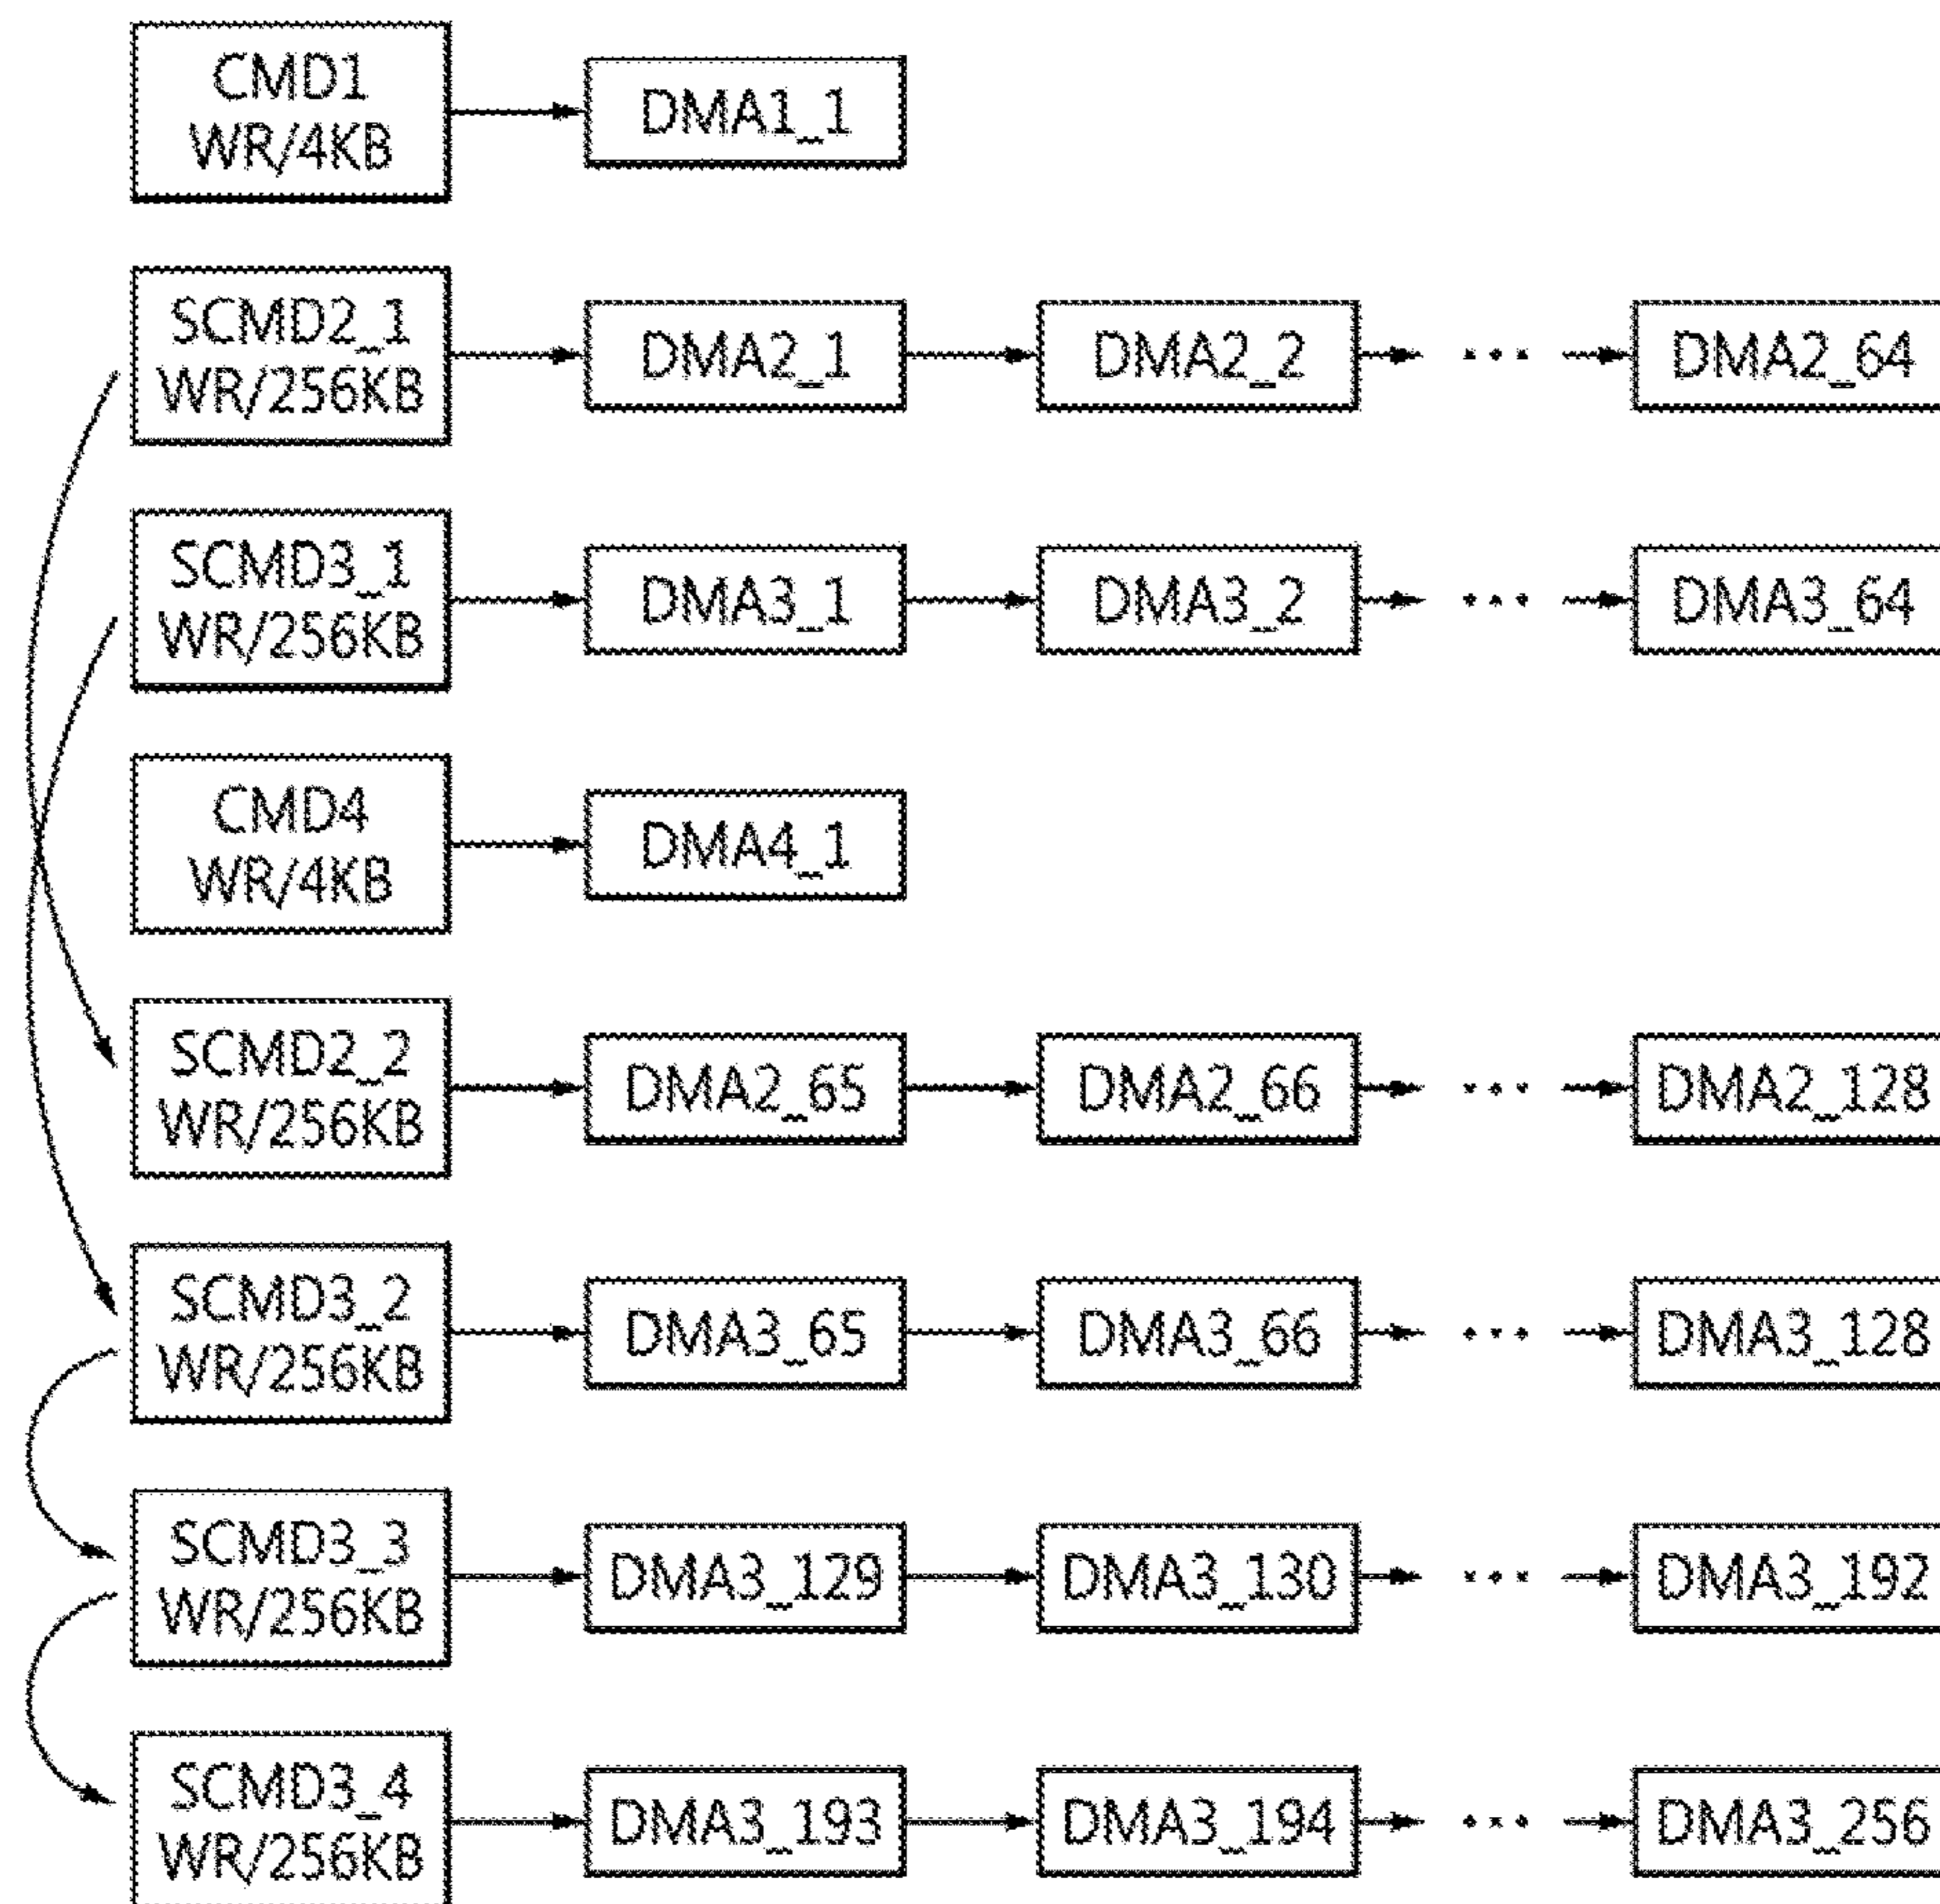 CMD1
WR/4KB
DMA1_1
SCMD2_1
WR/256KB
DMA2_1
DMA2_2
...
DMA2_64
SCMD3_1
WR/256KB
DMA3_1
DMA3_2
...
DMA3_64
CMD4
WR/4KB
DMA4_1
SCMD2_2
WR/256KB
DMA2_65
DMA2_66
...
DMA2_128
SCMD3_2
WR/256KB
DMA3_65
DMA3_66
...
DMA3_128
SCMD3_3
WR/256KB
DMA3_129
DMA3_130
...
DMA3_192
SCMD3_4
WR/256KB
DMA3_193
DMA3_194
...
DMA3_256